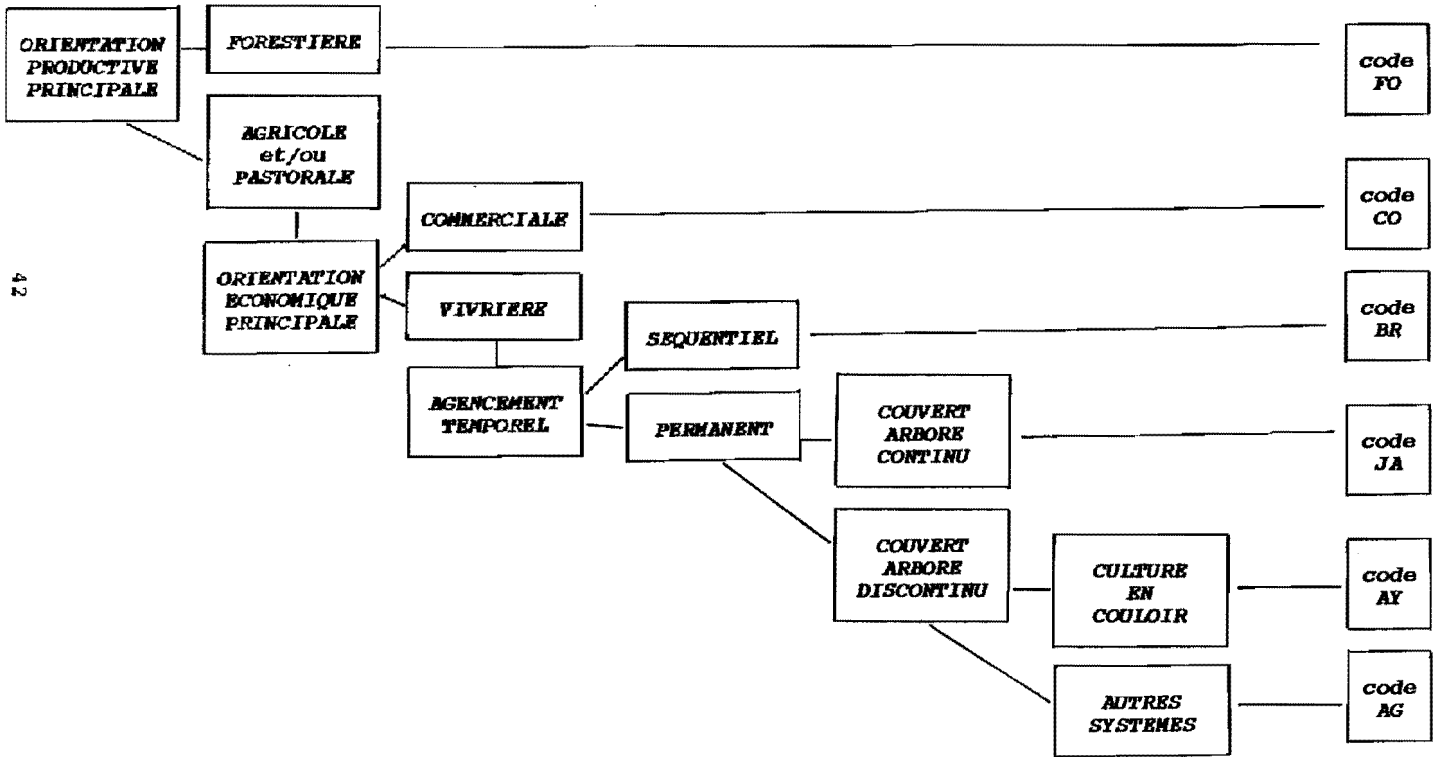 ORIENTATION
PRODUCTIVE
PRINCIPALE
FORESTIERE
code
FO
AGRICOLE
et/ou
PASTORALE
COMMERCIALE
code
CO
ORIENTATION
ECONOMIQUE
PRINCIPALE
VIVRIERE
SEQUENTIEL
code
BR
AGENCEMENT
TEMPOREL
PERMANENT
COUVERT
ARBORE
CONTINU
code
JA
COUVERT
ARBORE
DISCONTINU
CULTURE
EN
COULOIR
code
AY
AUTRES
SYSTEMES
code
AG
42